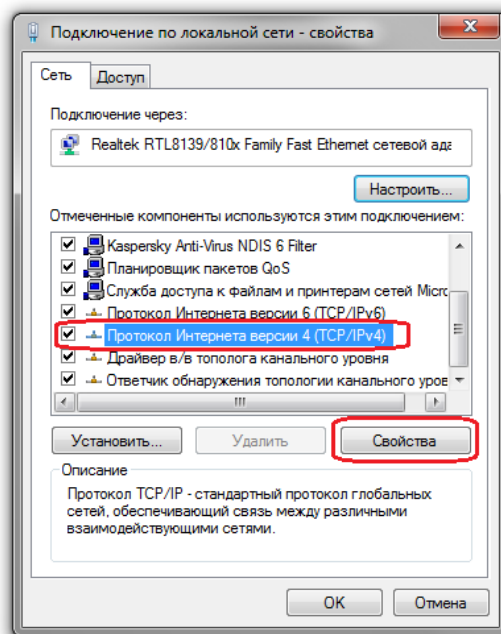 Подключение по локальной сети - свойства
Сеть
Доступ
Подключение через:
Realtek RTL8139/810x Family Fast Ethernet сетевой ада
Настроить...
Отмеченные компоненты используются этим подключением:
Kaspersky Anti-Virus NDIS 6 Filter
Планировщик пакетов QoS
Служба доступа к файлам и принтерам сетей Micro
Протокол Интернета версии 6 (TCP/IPv6)
Протокол Интернета версии 4 (TCP/IPv4)
Драйвер в/в тополога канального уровня
Ответчик обнаружения топологии канального уров
Установить...
Удалить
Свойства
Описание
Протокол TCP/IP - стандартный протокол глобальных
сетей, обеспечивающий связь между различными
взаимодействующими сетями.
OK
Отмена